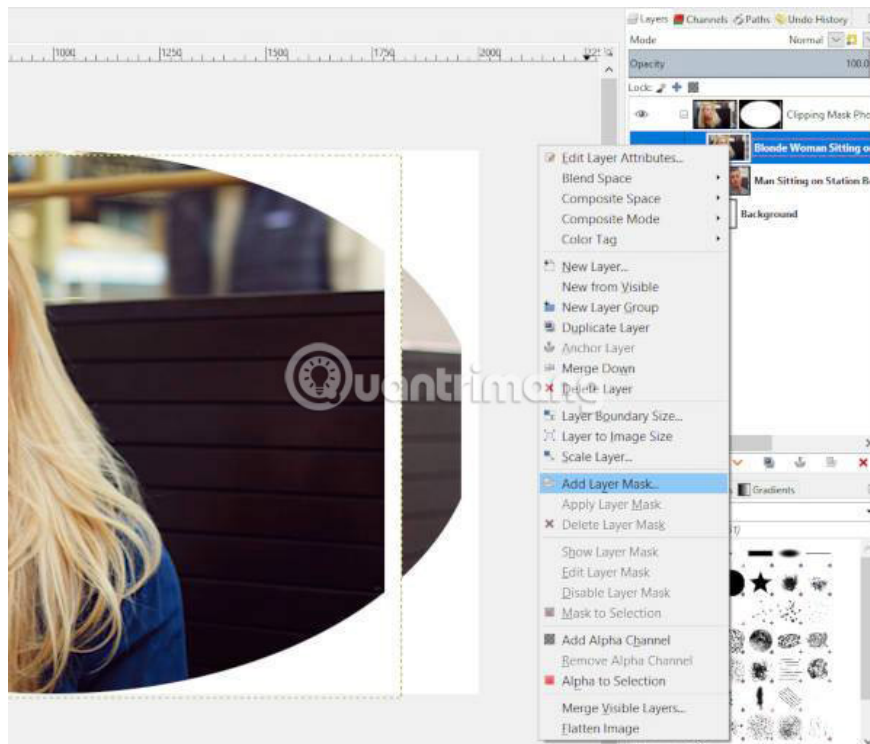 Layers Channels Paths Undo History
Mode Normal
1000 1250 1500 1750 2000
Opacity 100.0
Lock:
Clipping Mask Pho
Blonde Woman Sitting o
Man Sitting on Station B
Background
Edit Layer Attributes...
Blend Space
Composite Space
Composite Mode
Color Tag
New Layer...
New from Visible
New Layer Group
Duplicate Layer
Anchor Layer
Merge Down
Delete Layer
Quantrimang
Layer Boundary Size...
Layer to Image Size
Scale Layer...
Add Layer Mask...
Apply Layer Mask
Delete Layer Mask
Show Layer Mask
Edit Layer Mask
Disable Layer Mask
Mask to Selection
Add Alpha Channel
Remove Alpha Channel
Alpha to Selection
Merge Visible Layers...
Flatten Image
Gradients